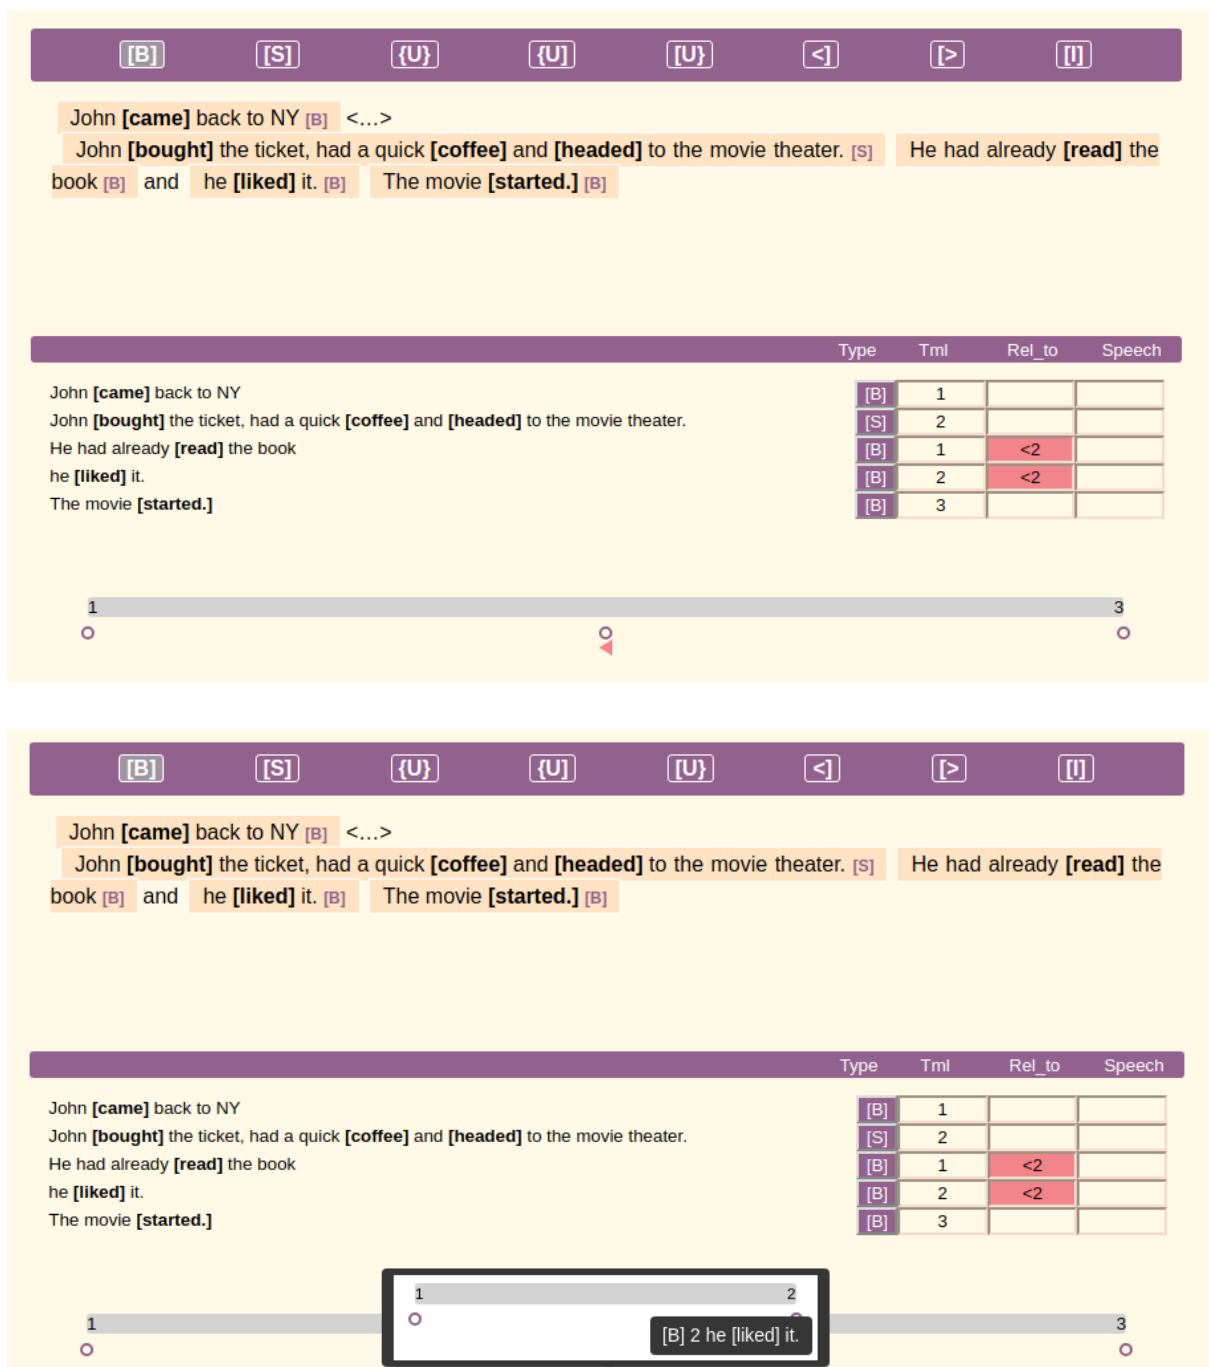 [B] [S] {U} {U] [U} <] [> [I]
John [came] back to NY [B] <...>
John [bought] the ticket, had a quick [coffee] and [headed] to the movie theater. [S] He had already [read] the
book [B] and he [liked] it. [B] The movie [started.] [B]
Type Tml Rel_to Speech
John [came] back to NY [B] 1
John [bought] the ticket, had a quick [coffee] and [headed] to the movie theater. [S] 2
He had already [read] the book [B] 1 <2
he [liked] it. [B] 2 <2
The movie [started.] [B] 3
1 3
[B] [S] {U} {U] [U} <] [> [I]
John [came] back to NY [B] <...>
John [bought] the ticket, had a quick [coffee] and [headed] to the movie theater. [S] He had already [read] the
book [B] and he [liked] it. [B] The movie [started.] [B]
Type Tml Rel_to Speech
John [came] back to NY [B] 1
John [bought] the ticket, had a quick [coffee] and [headed] to the movie theater. [S] 2
He had already [read] the book [B] 1 <2
he [liked] it. [B] 2 <2
The movie [started.] [B] 3
1 2
1 3
[B] 2 he [liked] it.